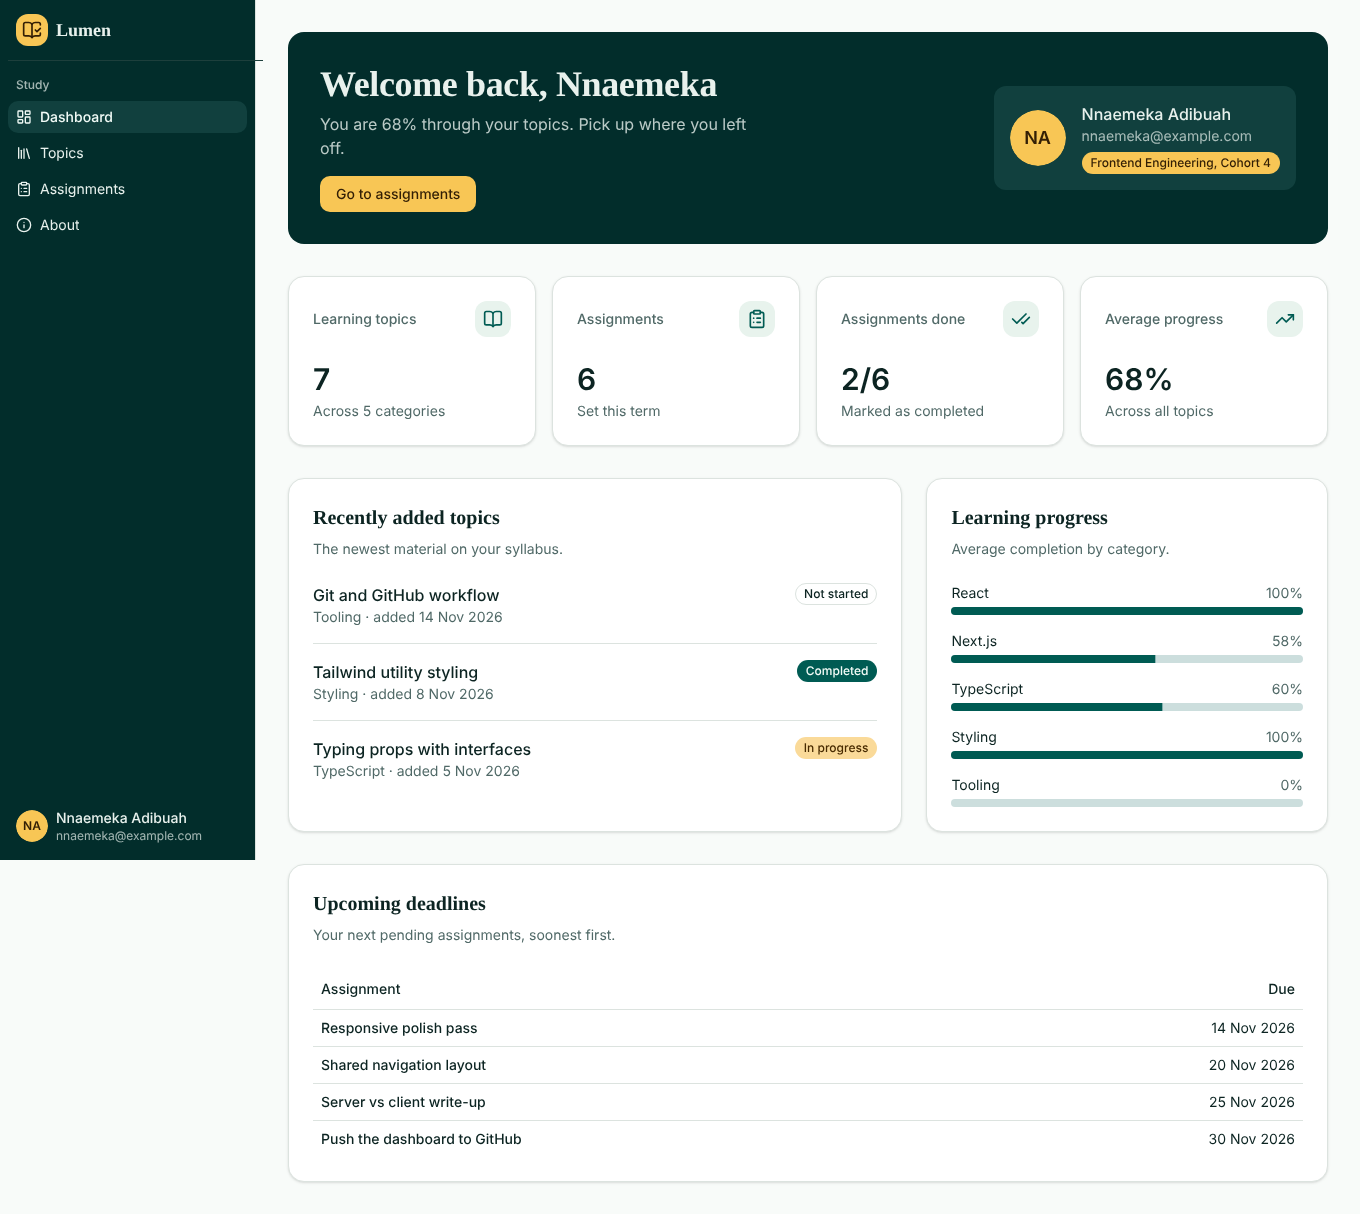 Lumen
Study
Dashboard
Topics
Assignments
About
NA
Nnaemeka Adibuah
nnaemeka@example.com
Welcome back, Nnaemeka
You are 68% through your topics. Pick up where you left
off.
Go to assignments
NA
Nnaemeka Adibuah
nnaemeka@example.com
Frontend Engineering, Cohort 4
Learning topics
7
Across 5 categories
Assignments
6
Set this term
Assignments done
2/6
Marked as completed
Average progress
68%
Across all topics
Recently added topics
The newest material on your syllabus.
Git and GitHub workflow
Not started
Tooling · added 14 Nov 2026
Tailwind utility styling
Completed
Styling · added 8 Nov 2026
Typing props with interfaces
In progress
TypeScript · added 5 Nov 2026
Learning progress
Average completion by category.
React 100%
Next.js 58%
TypeScript 60%
Styling 100%
Tooling 0%
Upcoming deadlines
Your next pending assignments, soonest first.
Assignment Due
Responsive polish pass 14 Nov 2026
Shared navigation layout 20 Nov 2026
Server vs client write-up 25 Nov 2026
Push the dashboard to GitHub 30 Nov 2026